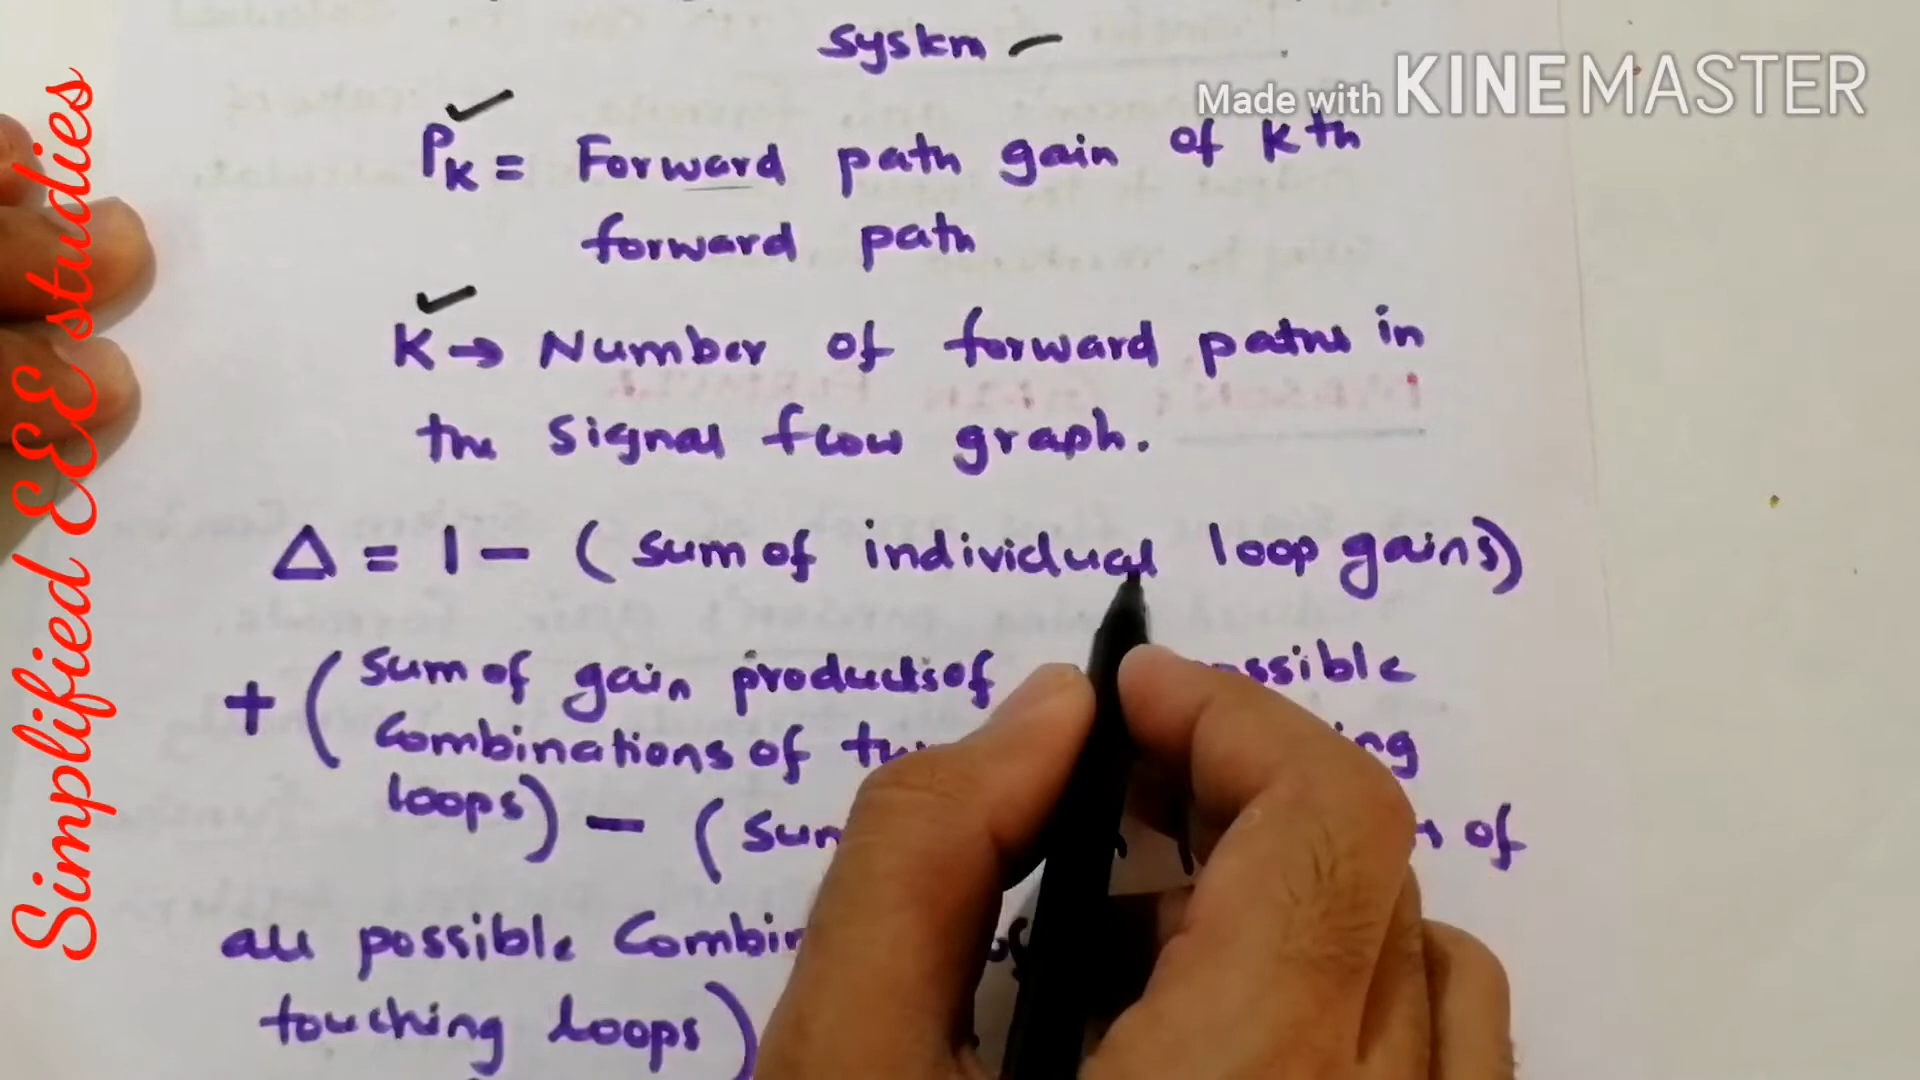 System –
Made with KINEMASTER
Simplified EEE studies
PK = Forward path gain of Kth
forward path
K → Number of forward paths in
the signal flow graph.
Δ = 1 - ( sum of individual loop gains)
+ ( sum of gain products of
combinations of
loops) - (
of
all possible
touching loops)